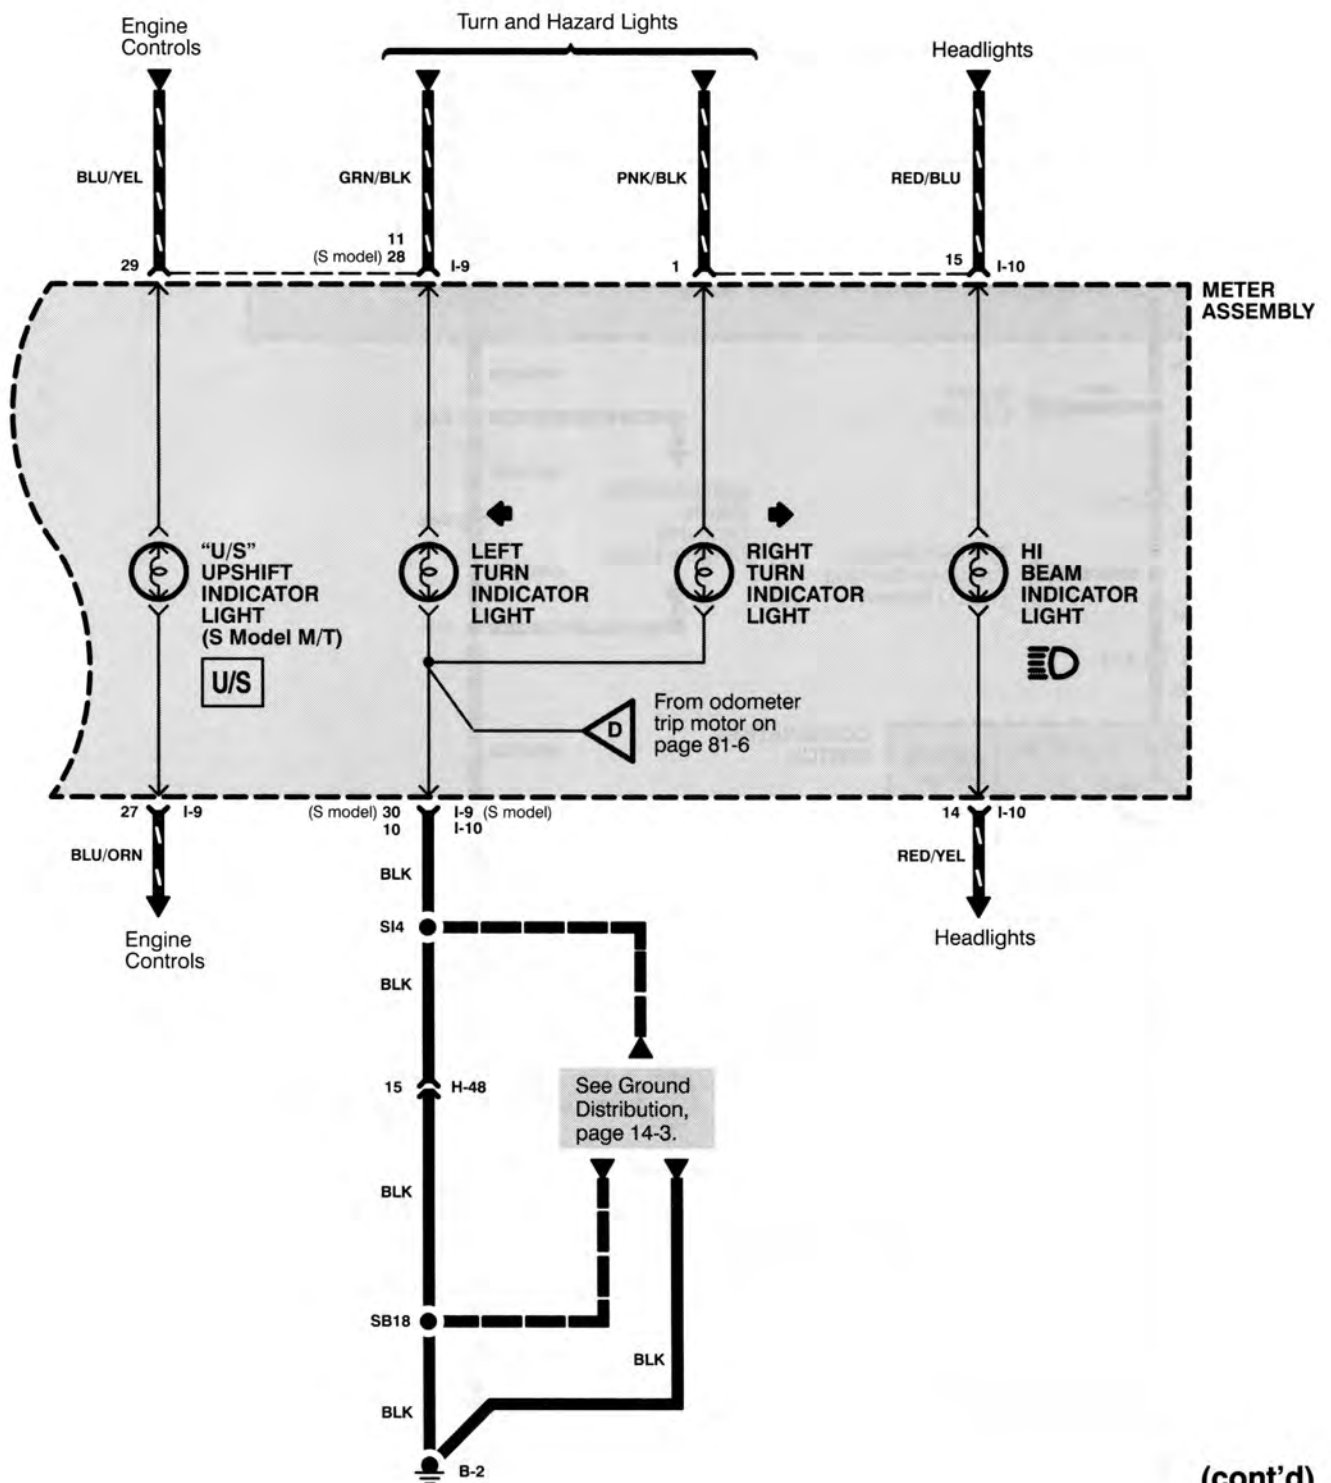 Engine
Controls
Turn and Hazard Lights
Headlights
BLU/YEL
GRN/BLK
PNK/BLK
RED/BLU
29
11
(S model) 28
I-9
1
15
I-10
METER
ASSEMBLY
"U/S"
UPSHIFT
INDICATOR
LIGHT
(S Model M/T)
U/S
LEFT
TURN
INDICATOR
LIGHT
RIGHT
TURN
INDICATOR
LIGHT
HI
BEAM
INDICATOR
LIGHT
D
From odometer
trip motor on
page 81-6
27
I-9
(S model) 30
10
I-9 (S model)
I-10
14
I-10
BLU/ORN
BLK
RED/YEL
Engine
Controls
SI4
Headlights
BLK
15
H-48
See Ground
Distribution,
page 14-3.
BLK
SB18
BLK
BLK
B-2
(cont'd)